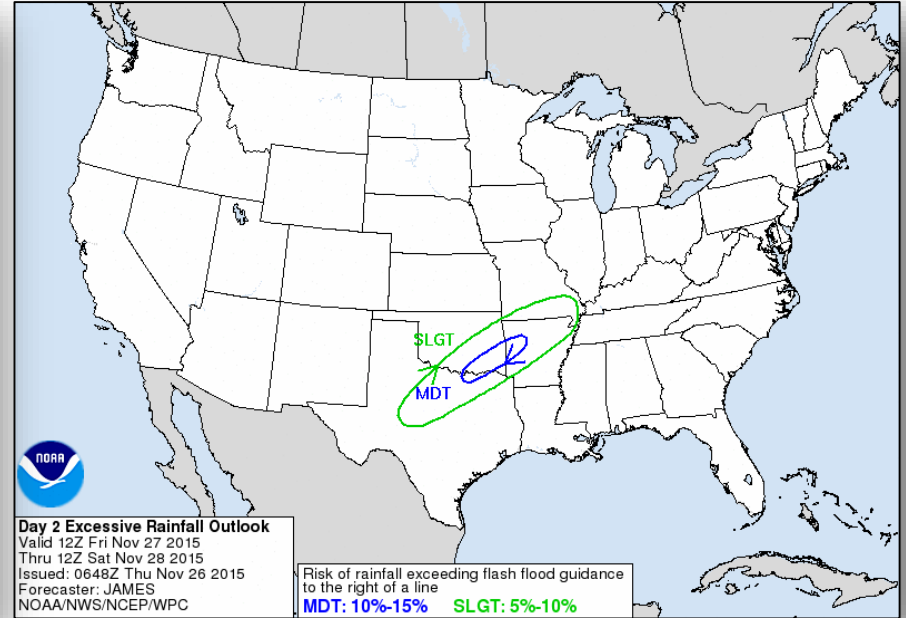 SLGT
MDT
NOAA
Day 2 Excessive Rainfall Outlook
Valid 12Z Fri Nov 27 2015
Thru 12Z Sat Nov 28 2015
Issued: 0648Z Thu Nov 26 2015
Forecaster: JAMES
NOAA/NWS/NCEP/WPC
Risk of rainfall exceeding flash flood guidance
to the right of a line
MDT: 10%-15% SLGT: 5%-10%